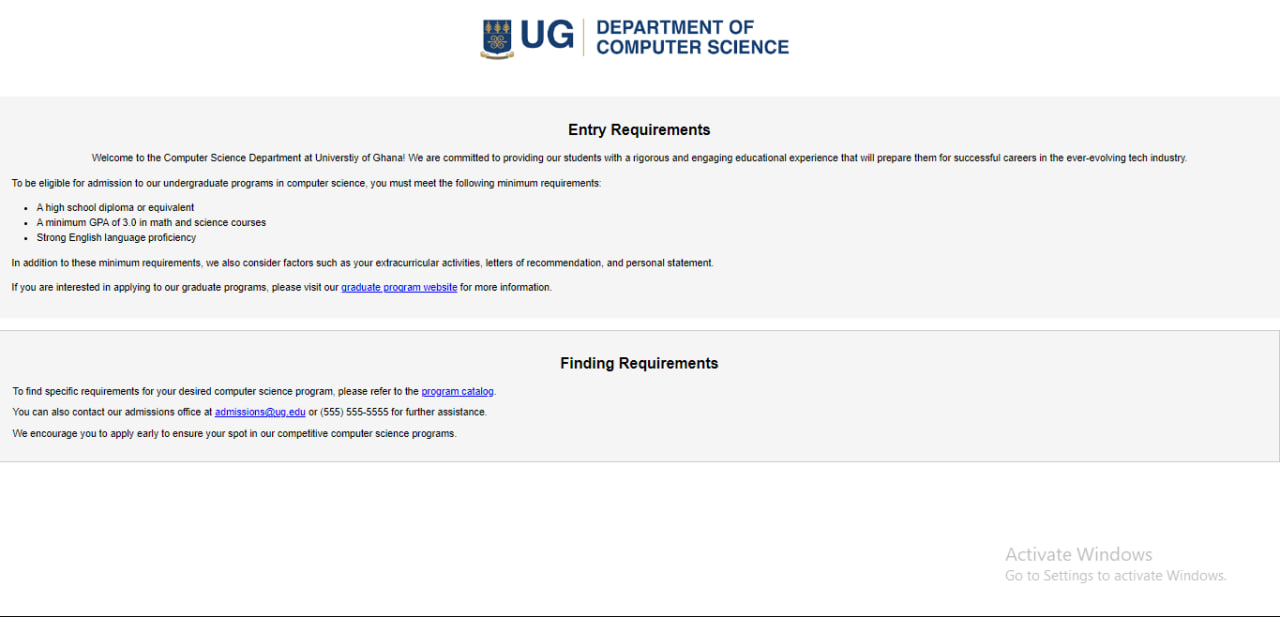 UG
DEPARTMENT OF
COMPUTER SCIENCE
Entry Requirements
Welcome to the Computer Science Department at Universtiy of Ghana! We are committed to providing our students with a rigorous and engaging educational experience that will prepare them for successful careers in the ever-evolving tech industry.
To be eligible for admission to our undergraduate programs in computer science, you must meet the following minimum requirements:
• A high school diploma or equivalent
• A minimum GPA of 3.0 in math and science courses
• Strong English language proficiency
In addition to these minimum requirements, we also consider factors such as your extracurricular activities, letters of recommendation, and personal statement.
If you are interested in applying to our graduate programs, please visit our graduate program website for more information.
Finding Requirements
To find specific requirements for your desired computer science program, please refer to the program catalog.
You can also contact our admissions office at admissions@ug.edu or (555) 555-5555 for further assistance.
We encourage you to apply early to ensure your spot in our competitive computer science programs.
Activate Windows
Go to Settings to activate Windows.